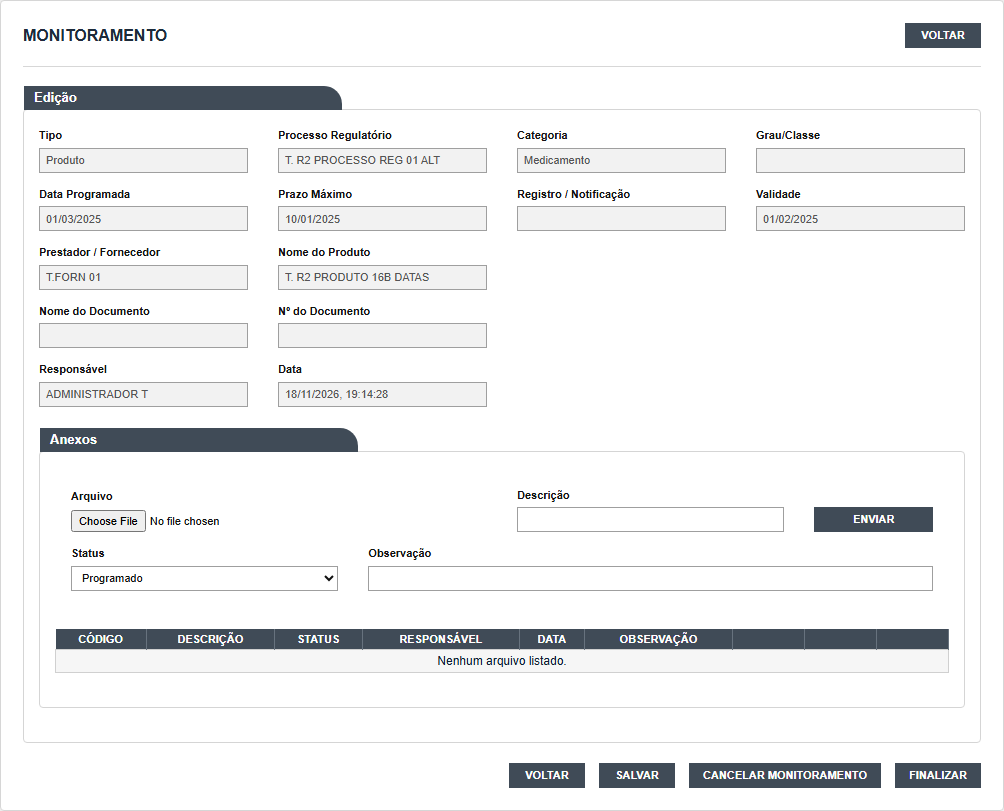 MONITORAMENTO VOLTAR
Edição
Tipo Processo Regulatório Categoria Grau/Classe
Produto T. R2 PROCESSO REG 01 ALT Medicamento
Data Programada Prazo Máximo Registro / Notificação Validade
01/03/2025 10/01/2025 01/02/2025
Prestador / Fornecedor Nome do Produto
T.FORN 01 T. R2 PRODUTO 16B DATAS
Nome do Documento Nº do Documento
Responsável Data
ADMINISTRADOR T 18/11/2026, 19:14:28
Anexos
Arquivo Descrição
Choose File No file chosen ENVIAR
Status Observação
Programado
CÓDIGO DESCRIÇÃO STATUS RESPONSÁVEL DATA OBSERVAÇÃO
Nenhum arquivo listado.
VOLTAR SALVAR CANCELAR MONITORAMENTO FINALIZAR